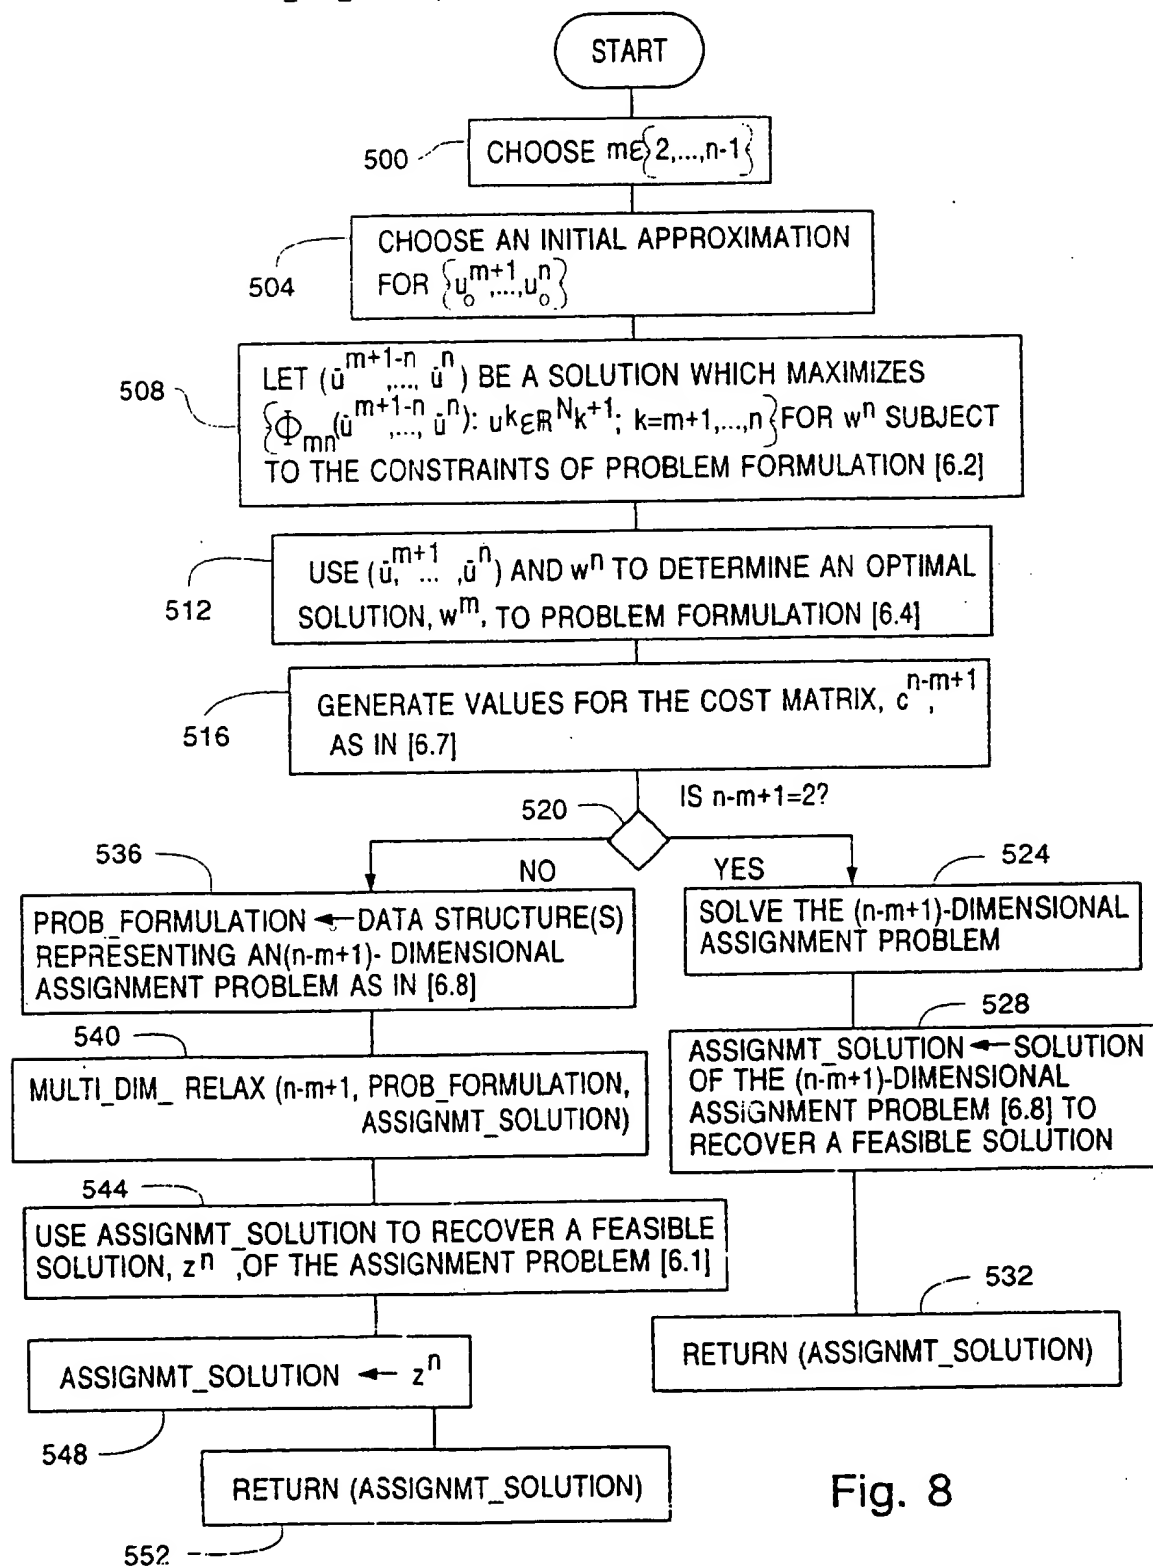 START
500
CHOOSE mε{2,...,n-1}
CHOOSE AN INITIAL APPROXIMATION
FOR {u₀^m+1,...,u₀^n}
504
LET (ū^m+1-n,..., ū^n) BE A SOLUTION WHICH MAXIMIZES
{Φ_mn(ū^m+1-n,..., ū^n): u^k ε ℝ^N_k+1; k=m+1,...,n} FOR w^n SUBJECT
TO THE CONSTRAINTS OF PROBLEM FORMULATION [6.2]
508
USE (ū,^m+1... ,ū^n) AND w^n TO DETERMINE AN OPTIMAL
SOLUTION, w^m, TO PROBLEM FORMULATION [6.4]
512
GENERATE VALUES FOR THE COST MATRIX, c^n-m+1,
AS IN [6.7]
516
IS n-m+1=2?
520
NO
YES
536
PROB_FORMULATION ← DATA STRUCTURE(S)
REPRESENTING AN(n-m+1)- DIMENSIONAL
ASSIGNMENT PROBLEM AS IN [6.8]
524
SOLVE THE (n-m+1)-DIMENSIONAL
ASSIGNMENT PROBLEM
540
MULTI_DIM_ RELAX (n-m+1, PROB_FORMULATION,
ASSIGNMT_SOLUTION)
528
ASSIGNMT_SOLUTION ← SOLUTION
OF THE (n-m+1)-DIMENSIONAL
ASSIGNMENT PROBLEM [6.8] TO
RECOVER A FEASIBLE SOLUTION
544
USE ASSIGNMT_SOLUTION TO RECOVER A FEASIBLE
SOLUTION, z^n ,OF THE ASSIGNMENT PROBLEM [6.1]
532
RETURN (ASSIGNMT_SOLUTION)
ASSIGNMT_SOLUTION ← z^n
548
RETURN (ASSIGNMT_SOLUTION)
552
Fig. 8